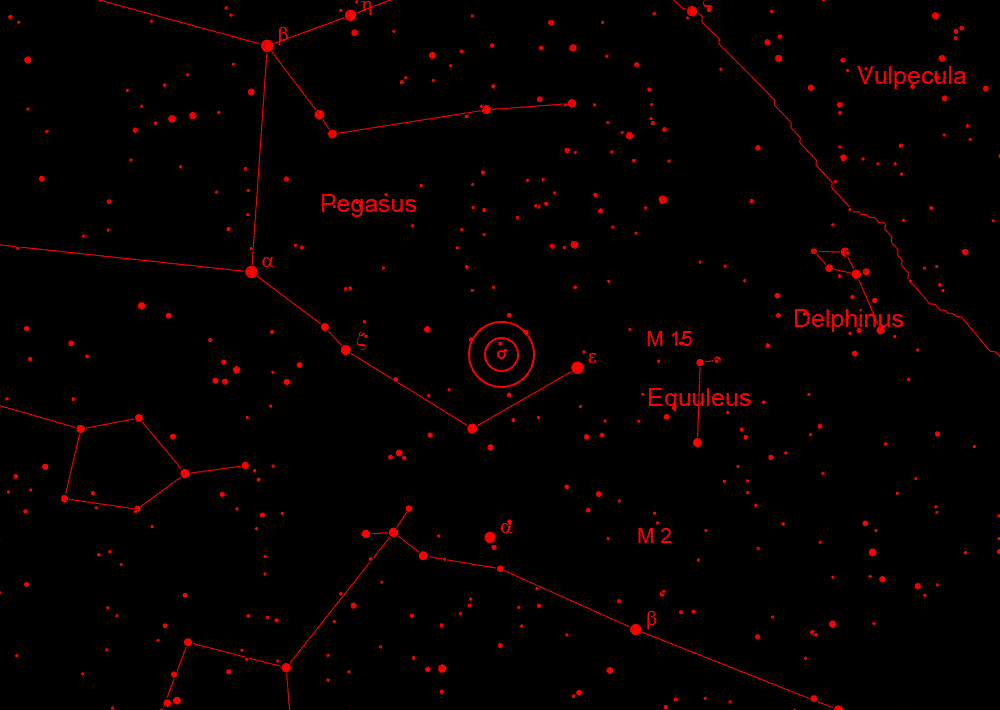 η
β
ζ
Vulpecula
Pegasus
α
Delphinus
ζ
M 15
ε
σ
Equuleus
α
M 2
β